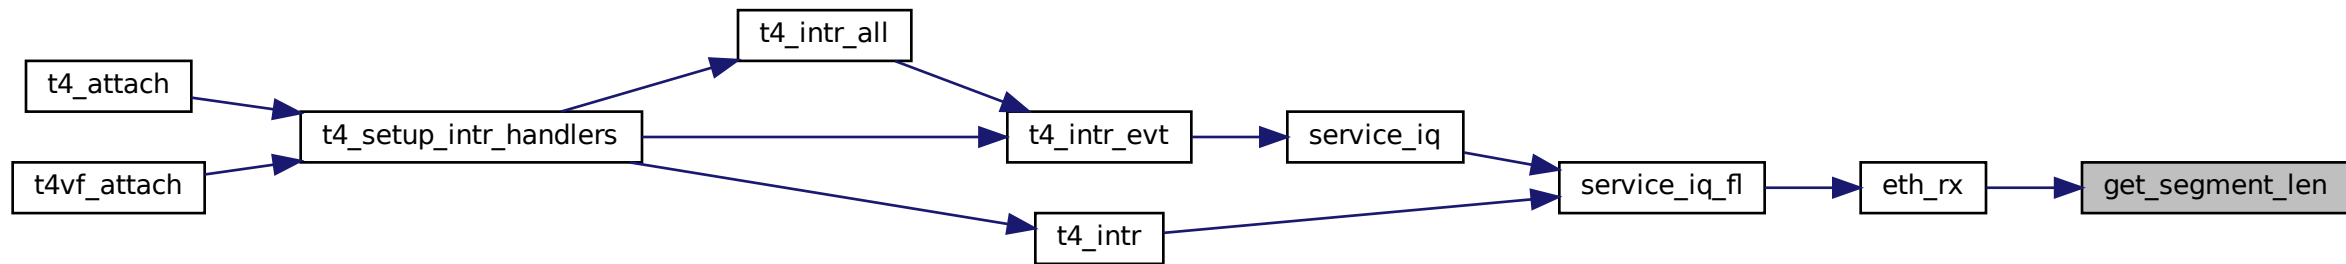 t4_intr_all
t4_attach
t4_setup_intr_handlers
t4_intr_evt
service_iq
t4vf_attach
service_iq_fl
eth_rx
get_segment_len
t4_intr